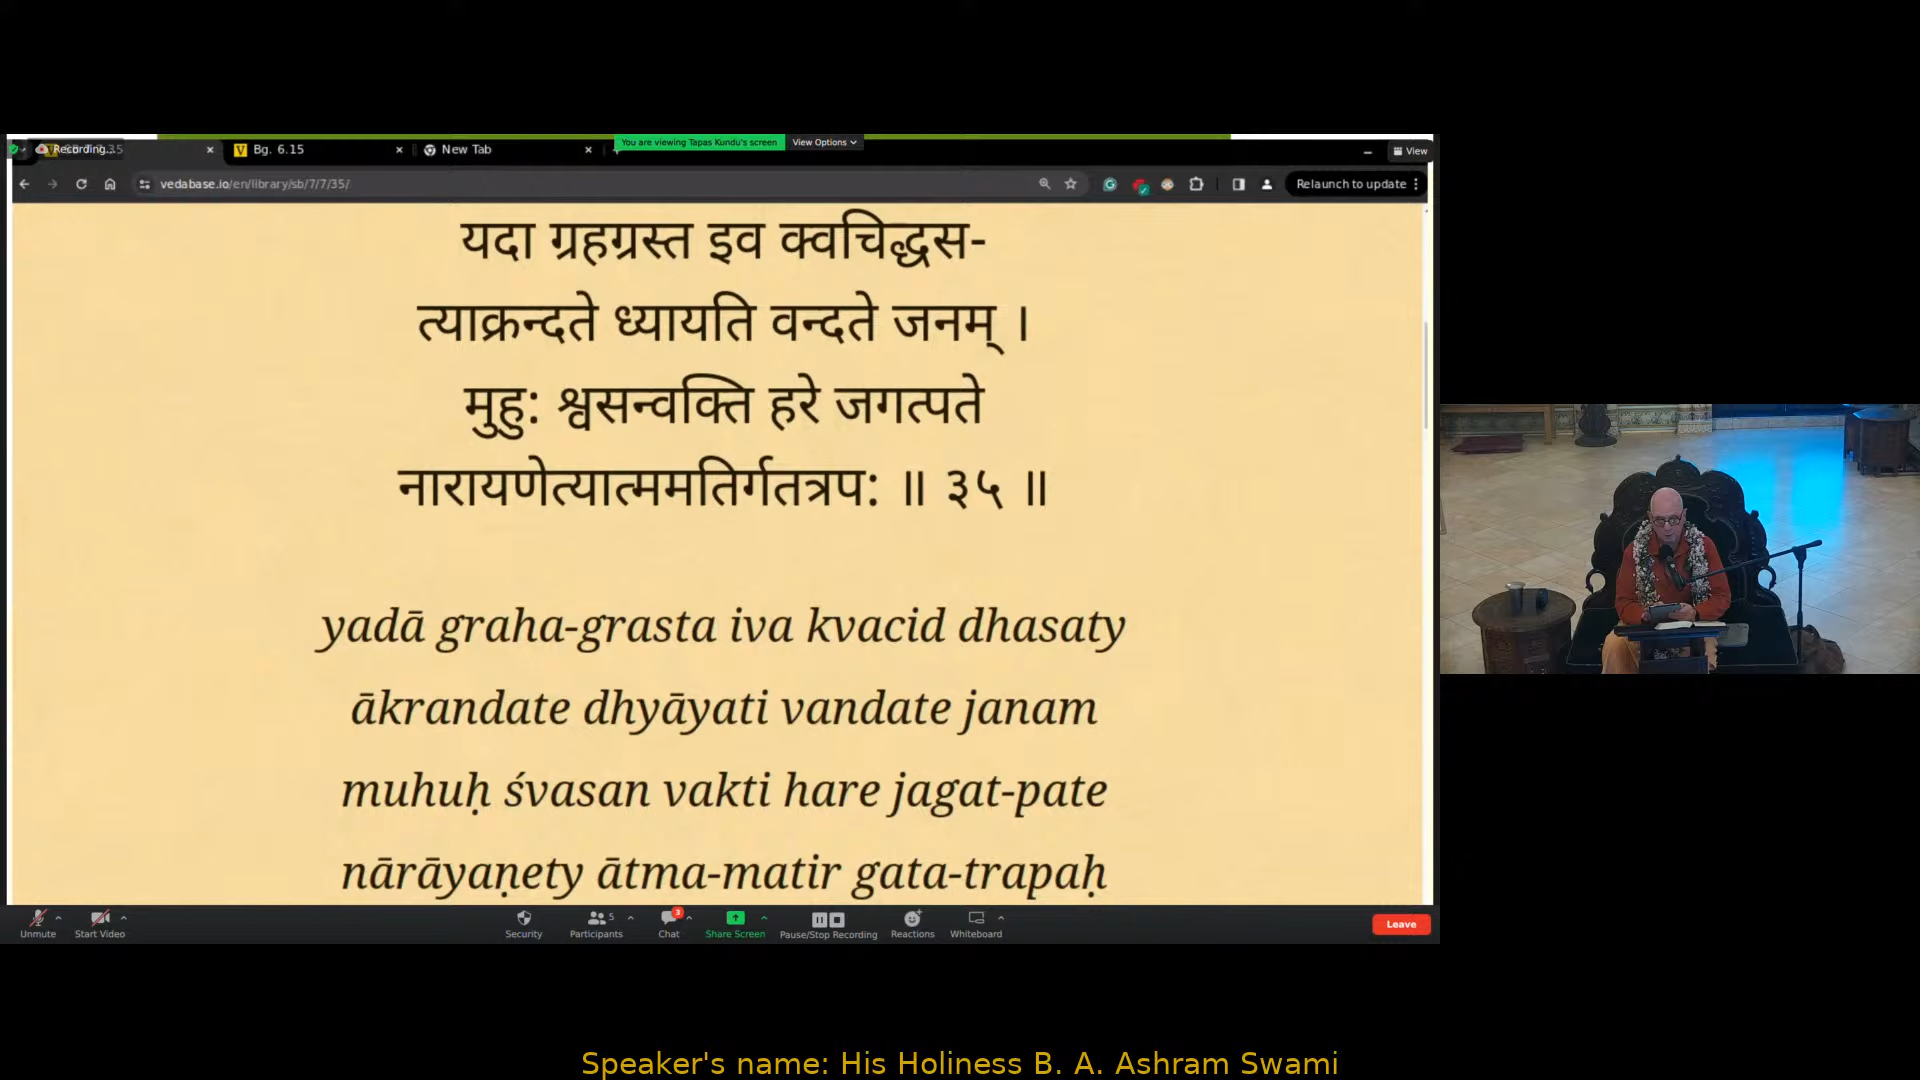 You are viewing Tapas Kundu's screen
View Options
Recording...
Bg. 6.15
New Tab
View
vedabase.io/en/library/sb/7/7/35/
Relaunch to update
यदा ग्रहग्रस्त इव क्वचिद्धस-
त्याक्रन्दते ध्यायति वन्दते जनम् ।
मुहु: श्वसन्वक्ति हरे जगत्पते
नारायणेत्यात्ममतिर्गतत्रप: ॥ ३५ ॥
yadā graha-grasta iva kvacid dhasaty
ākrandate dhyāyati vandate janam
muhuḥ śvasan vakti hare jagat-pate
nārāyaṇety ātma-matir gata-trapaḥ
Unmute
Start Video
Security
Participants 5
Chat 3
Share Screen
Pause/Stop Recording
Reactions
Whiteboard
Leave
Speaker's name: His Holiness B. A. Ashram Swami